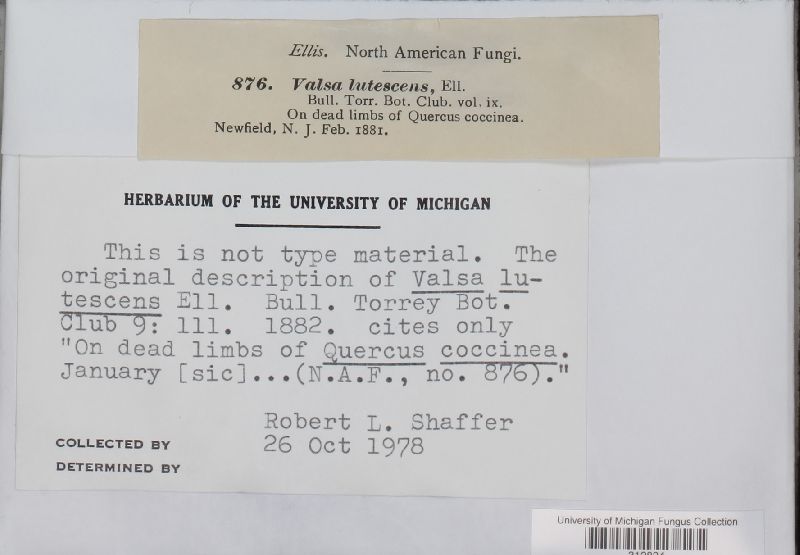 Ellis. North American Fungi.
876. Valsa lutescens, Ell.
Bull. Torr. Bot. Club. vol. ix.
On dead limbs of Quercus coccinea.
Newfield, N. J. Feb. 1881.
HERBARIUM OF THE UNIVERSITY OF MICHIGAN
This is not type material. The
original description of Valsa lu-
tescens Ell. Bull. Torrey Bot.
Club 9: 111. 1882. cites only
"On dead limbs of Quercus coccinea.
January [sic]...(N.A.F., no. 876)."
Robert L. Shaffer
COLLECTED BY 26 Oct 1978
DETERMINED BY
University of Michigan Fungus Collection